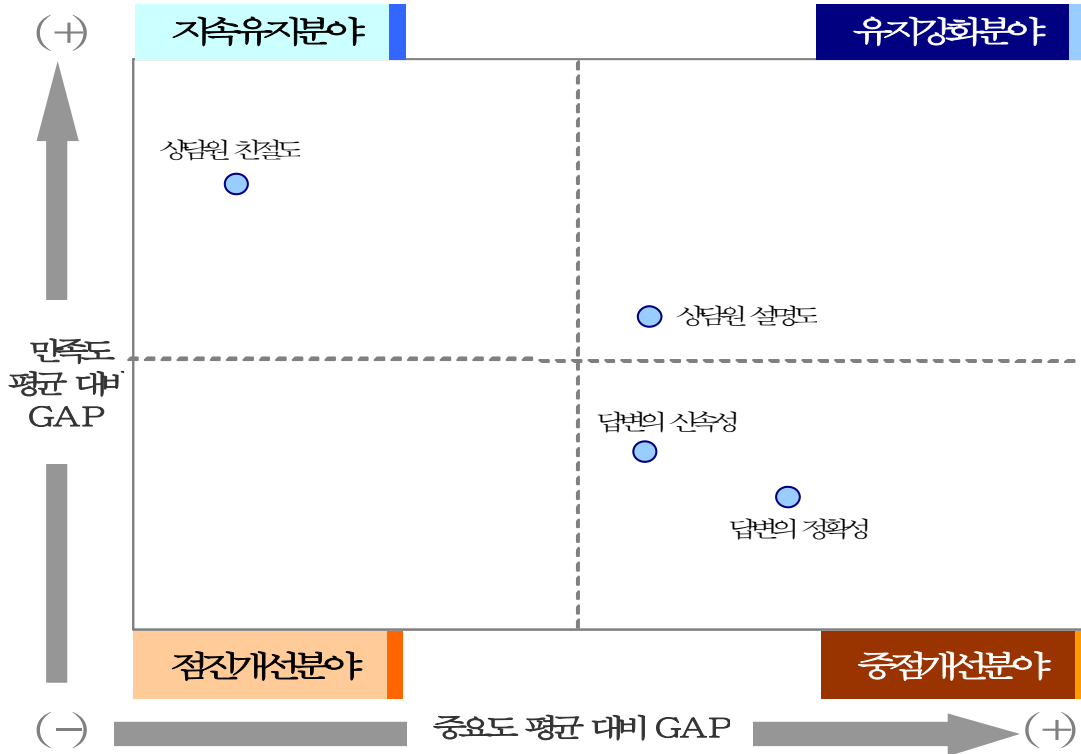 (+)
지속유지분야
유지강화분야
상담원 친절도
상담원 설명도
만족도
평균 대비
GAP
답변의 신속성
답변의 정확성
점진개선분야
중점개선분야
(-)
중요도 평균 대비 GAP
(+)